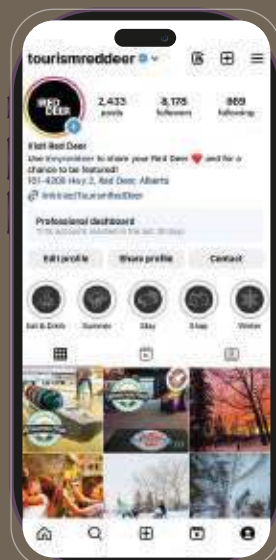 tourismreddeer
RED
DEER
2,433
8,178
869
posts
followers
following
Visit Red Deer
Use #myreddeer to share your Red Deer ❤️ and for a
chance to be featured!
101-4200 Hwy 2, Red Deer, Alberta
linktr.ee/TourismRedDeer
Professional dashboard
Edit profile
Share profile
Contact
Eat & Drink
Summer
Stay
Shop
Winter